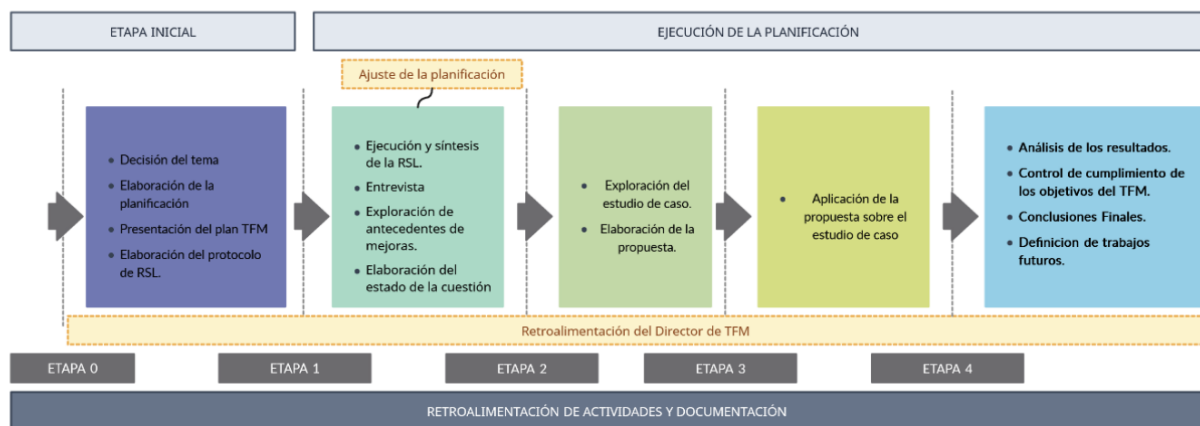 ETAPA INICIAL
EJECUCIÓN DE LA PLANIFICACIÓN
Ajuste de la planificación
• Decisión del tema
• Elaboración de la
planificación
• Presentación del plan TFM
• Elaboración del protocolo
de RSL.
• Ejecución y síntesis
de la RSL.
• Entrevista
• Exploración de
antecedentes de
mejoras.
• Elaboración del
estado de la cuestión
• Exploración del
estudio de caso.
• Elaboración de la
propuesta.
• Aplicación de la
propuesta sobre el
estudio de caso
• Análisis de los resultados.
• Control de cumplimiento de
los objetivos del TFM.
• Conclusiones Finales.
• Definicion de trabajos
futuros.
Retroalimentación del Director de TFM
ETAPA 0
ETAPA 1
ETAPA 2
ETAPA 3
ETAPA 4
RETROALIMENTACIÓN DE ACTIVIDADES Y DOCUMENTACIÓN